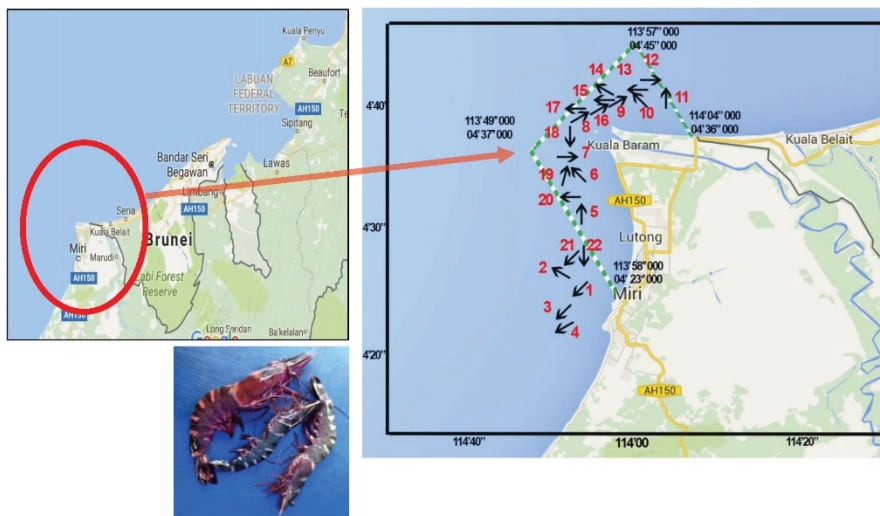 Kuala Penyu
A7
LABUAN
FEDERAL
TERRITORY
Beaufort
AH150
Sipitang
Bandar Seri
Begawan
Lawas
Limbang
AH150
Seria
Kuala Belait
Miri
Marudi
Brunei
AH150
Labi Forest
Reserve
AH150
Long Seridan
Ba'kelalan
Google
4'40"
4'30"
4'20"
114'40"
114'00
114'20"
113'57" 000
04'45" 000
12
13
14
15
11
17
16
9
10
113'49" 000
04'37" 000
18
8
114'04" 000
04'36" 000
Kuala Baram
Kuala Belait
7
19
6
20
5
AH150
Lutong
21
22
2
113'58" 000
04' 23" 000
1
Miri
3
4
AH150